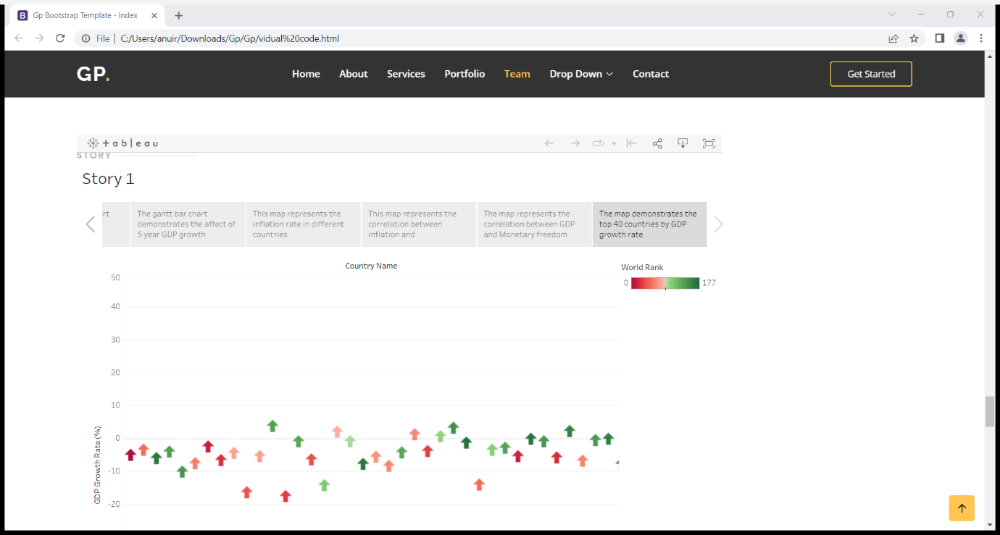 Gp Bootstrap Template - Index
File | C:/Users/anuir/Downloads/Gp/Gp/vidual%20code.html
GP.
Home About Services Portfolio Team Drop Down Contact
Get Started
+ableau
STORY
Story 1
rt
The gantt bar chart
demonstrates the affect of
5 year GDP growth
This map represents the
inflation rate in different
countries
This map represents the
correlation between
inflation and
The map represents the
correlation between GDP
and Monetary freedom
The map demonstrates the
top 40 countries by GDP
growth rate
Country Name
World Rank
0 177
50
40
30
20
10
0
-10
-20
GDP Growth Rate (%)